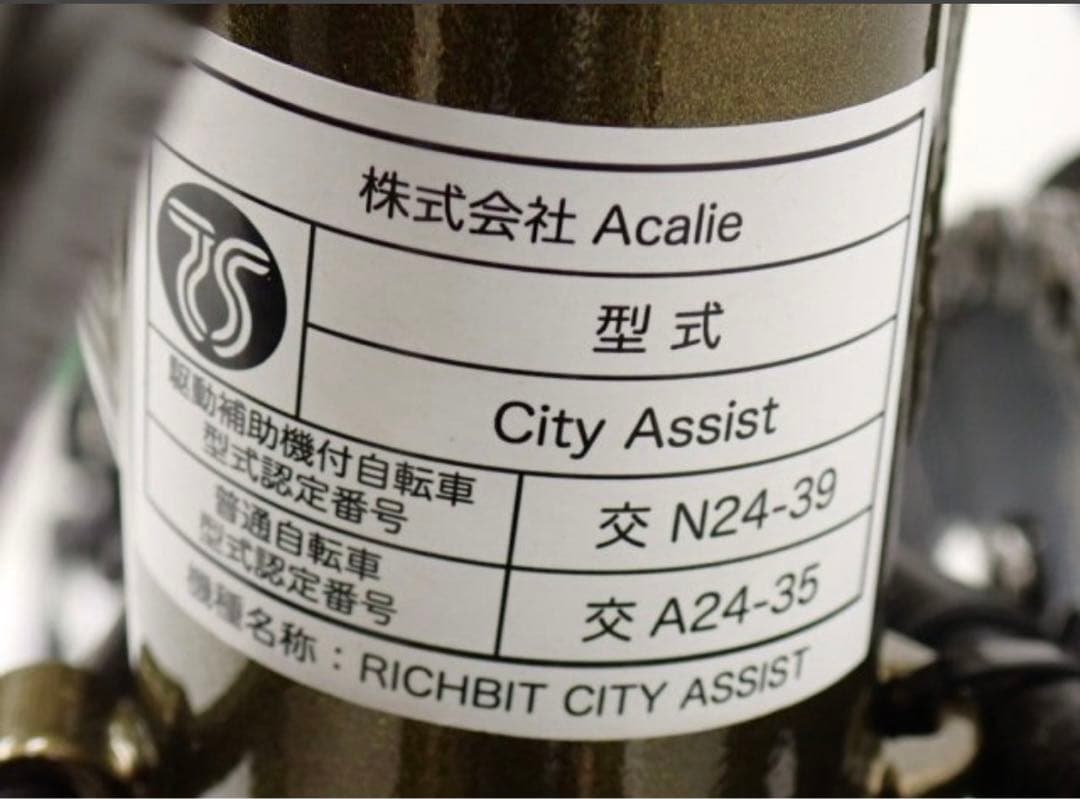 株式会社 Acalie
TS
型式
City Assist
駆動補助機付自転車
型式認定番号
交 N24-39
普通自転車
型式認定番号
交 A24-35
機種名称：RICHBIT CITY ASSIST